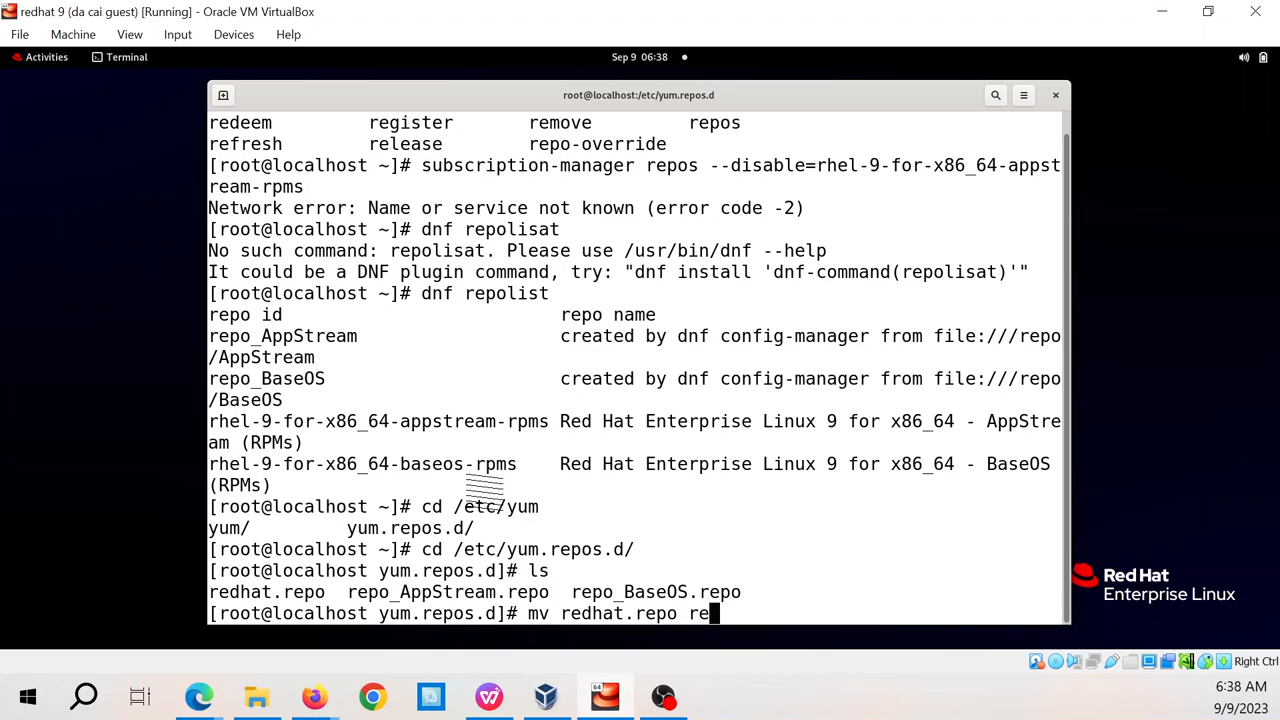 redhat 9 (da cai guest) [Running] - Oracle VM VirtualBox
File Machine View Input Devices Help
Activities Terminal Sep 9 06:38
root@localhost:/etc/yum.repos.d
redeem register remove repos
refresh release repo-override
[root@localhost ~]# subscription-manager repos --disable=rhel-9-for-x86_64-appst
ream-rpms
Network error: Name or service not known (error code -2)
[root@localhost ~]# dnf repolisat
No such command: repolisat. Please use /usr/bin/dnf --help
It could be a DNF plugin command, try: "dnf install 'dnf-command(repolisat)'"
[root@localhost ~]# dnf repolist
repo id repo name
repo_AppStream created by dnf config-manager from file:///repo
/AppStream
repo_BaseOS created by dnf config-manager from file:///repo
/BaseOS
rhel-9-for-x86_64-appstream-rpms Red Hat Enterprise Linux 9 for x86_64 - AppStre
am (RPMs)
rhel-9-for-x86_64-baseos-rpms Red Hat Enterprise Linux 9 for x86_64 - BaseOS
(RPMs)
[root@localhost ~]# cd /etc/yum
yum/ yum.repos.d/
[root@localhost ~]# cd /etc/yum.repos.d/
[root@localhost yum.repos.d]# ls
redhat.repo repo_AppStream.repo repo_BaseOS.repo
[root@localhost yum.repos.d]# mv redhat.repo re
Red Hat
Enterprise Linux
Right Ctrl
64
6:38 AM
9/9/2023